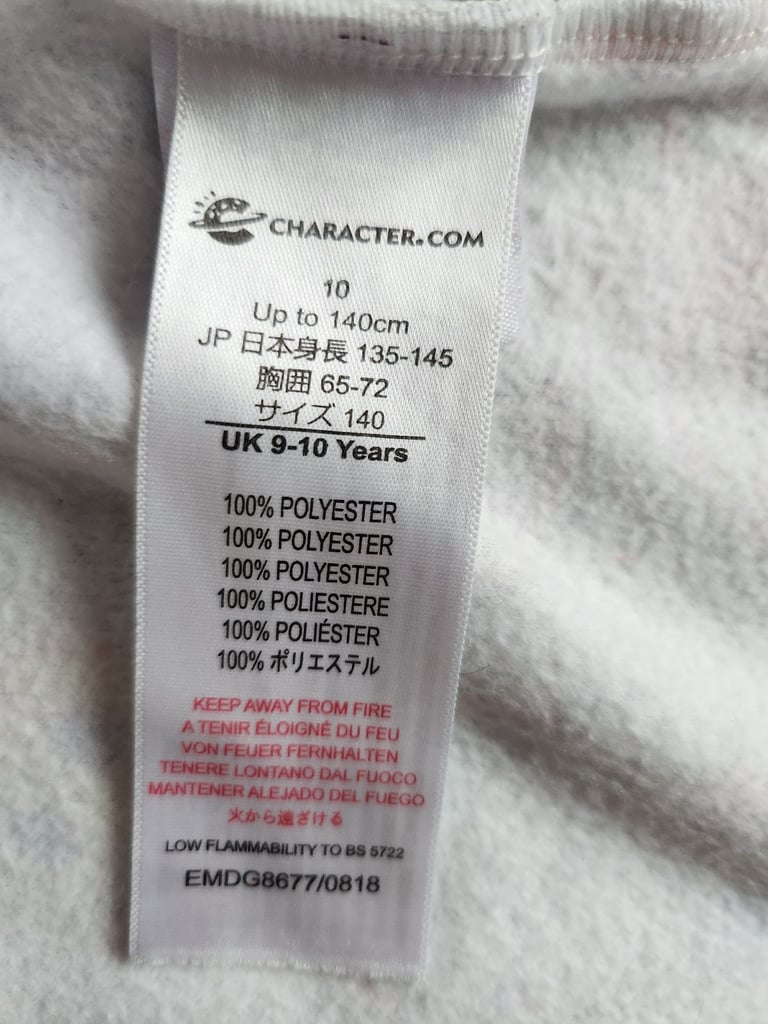 CHARACTER.COM
10
Up to 140cm
JP 日本身長 135-145
胸囲 65-72
サイズ 140
UK 9-10 Years
100% POLYESTER
100% POLYESTER
100% POLYESTER
100% POLIESTERE
100% POLIÉSTER
100% ポリエステル
KEEP AWAY FROM FIRE
A TENIR ÉLOIGNÉ DU FEU
VON FEUER FERNHALTEN
TENERE LONTANO DAL FUOCO
MANTENER ALEJADO DEL FUEGO
火から遠ざける
LOW FLAMMABILITY TO BS 5722
EMDG8677/0818